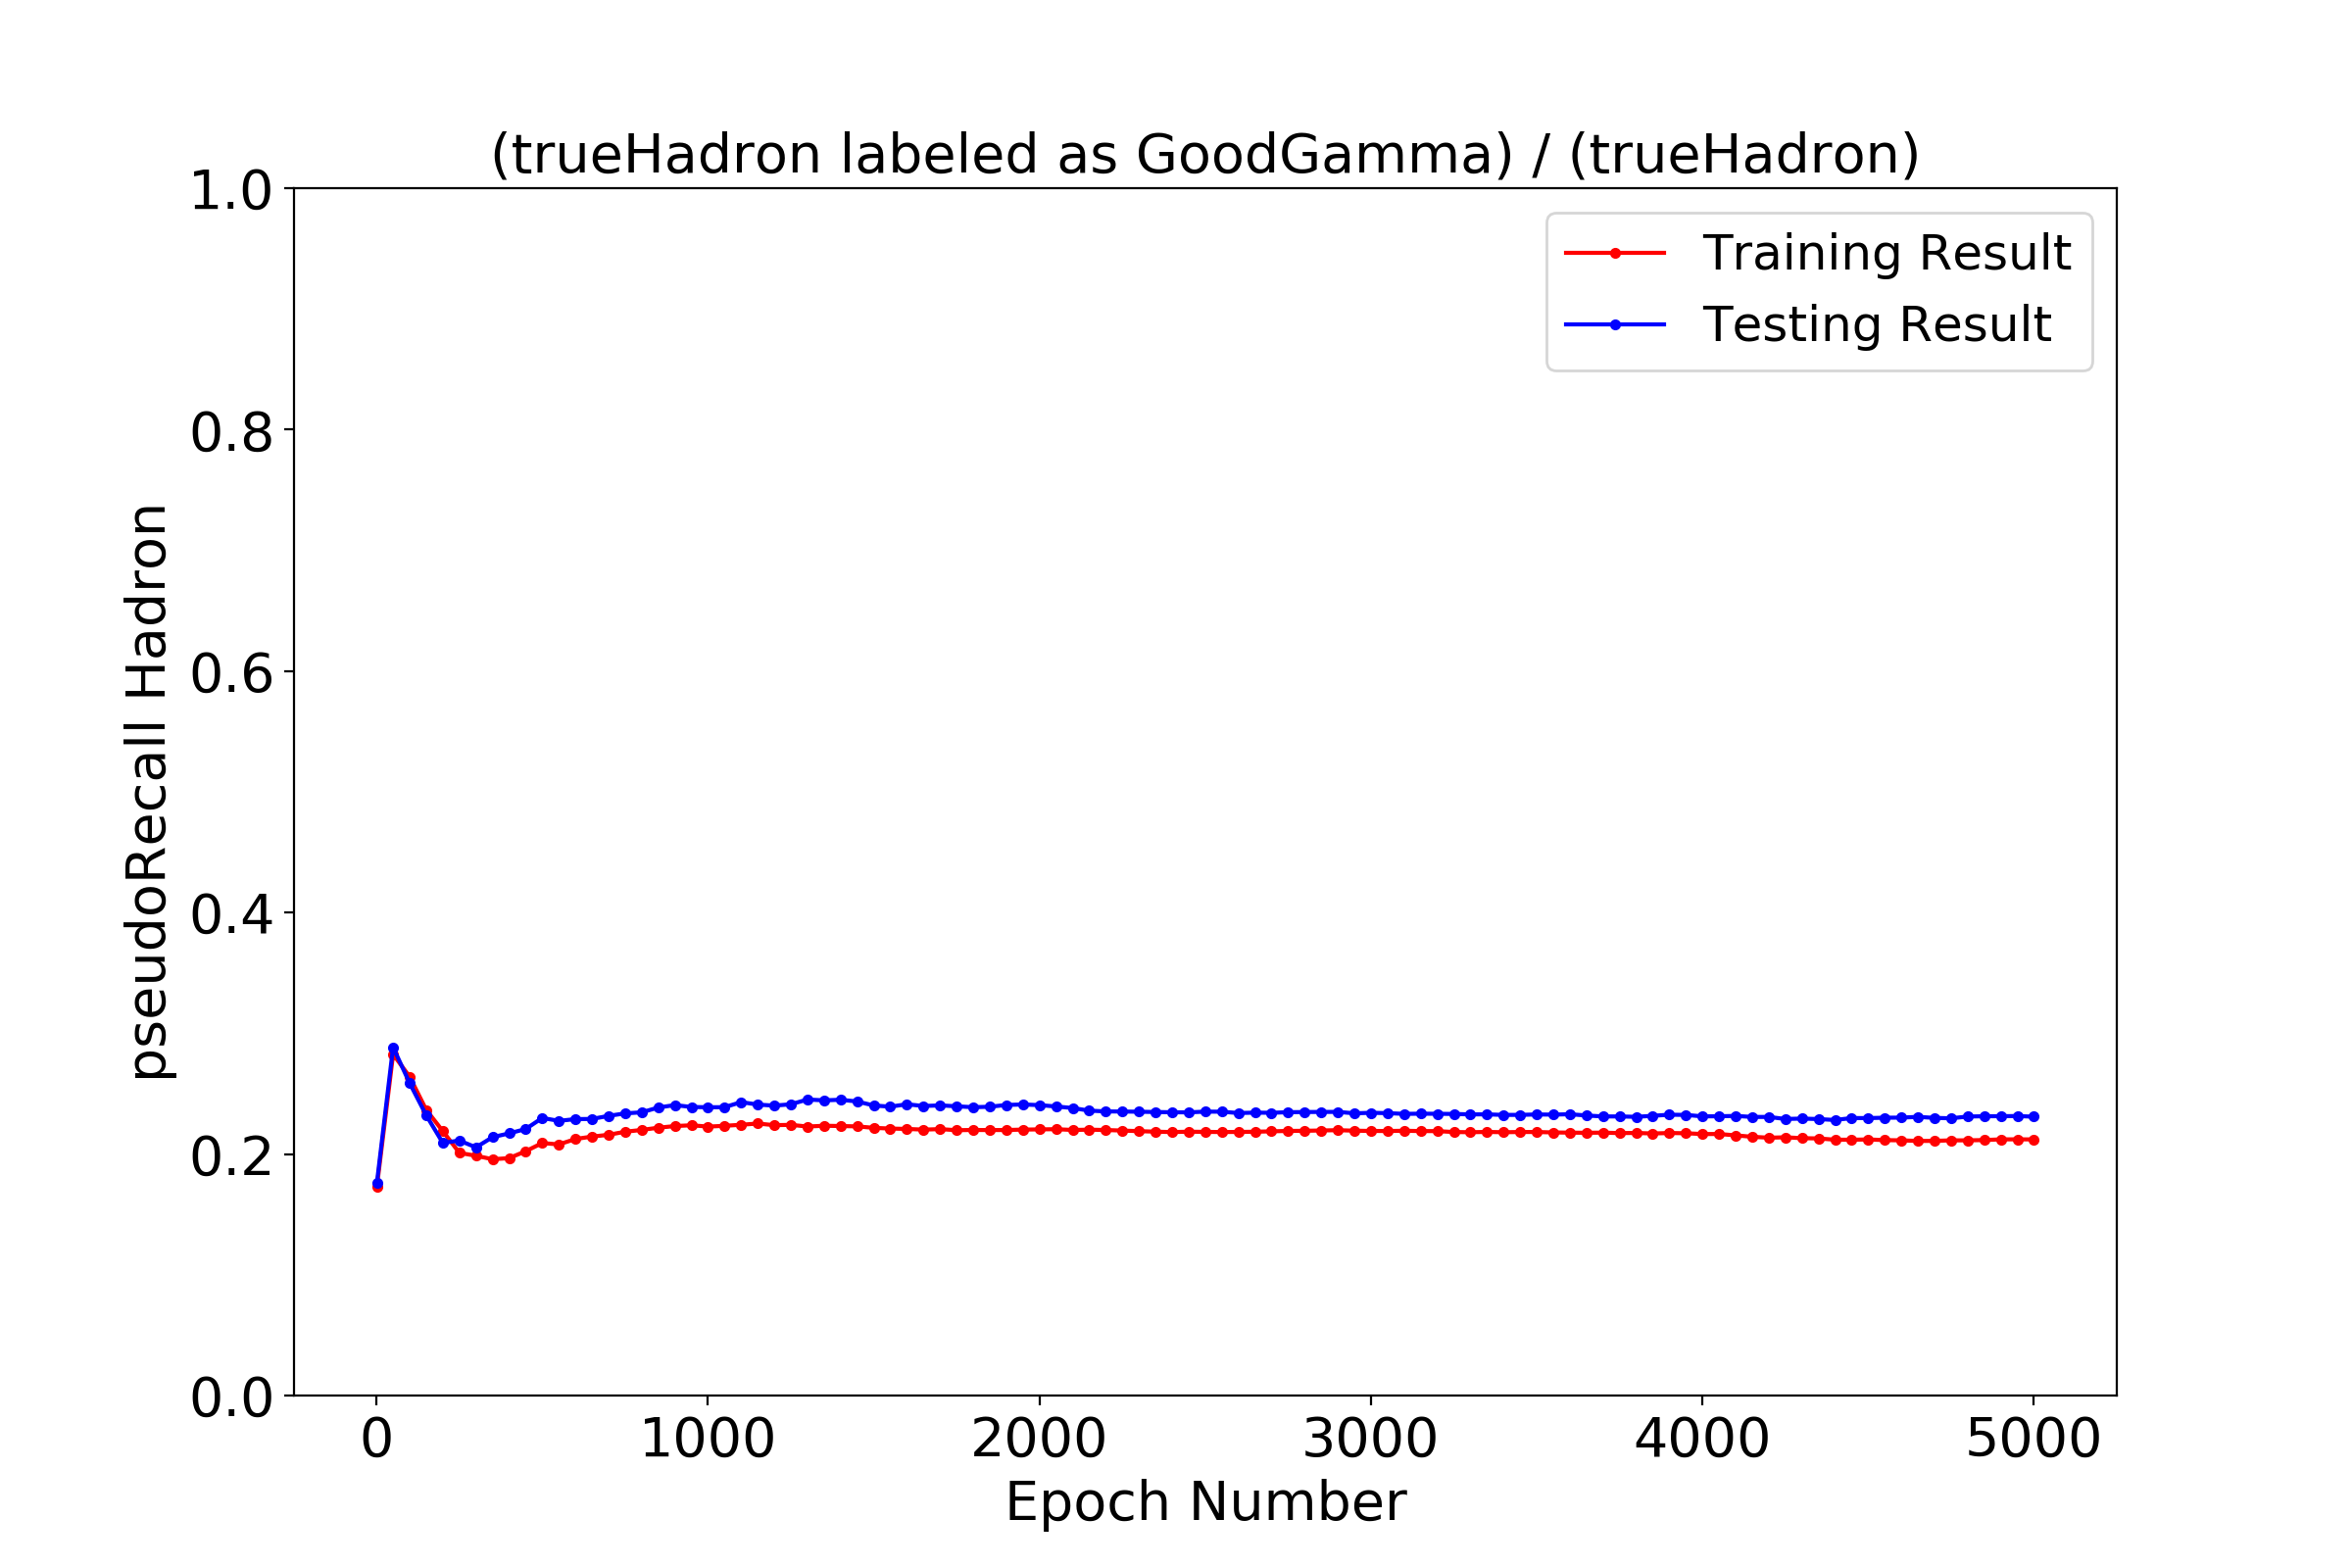 (trueHadron labeled as GoodGamma) / (trueHadron)
1.0
0.8
0.6
0.4
0.2
0.0
pseudoRecall Hadron
Training Result
Testing Result
0 1000 2000 3000 4000 5000
Epoch Number